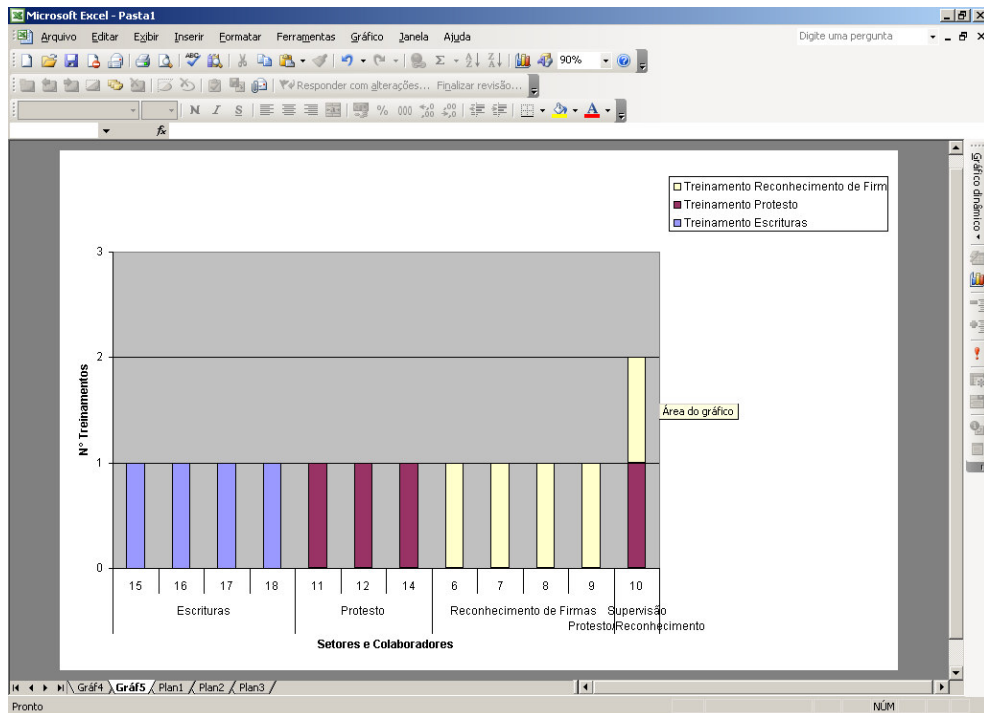 Microsoft Excel - Pasta1
Arquivo Editar Exibir Inserir Formatar Ferramentas Gráfico Janela Ajuda
Digite uma pergunta
90%
Responder com alterações... Finalizar revisão...
N I S % 000
fx
Gráfico dinâmico
Treinamento Reconhecimento de Firm
Treinamento Protesto
Treinamento Escrituras
3
2
1
0
N° Treinamentos
Área do gráfico
15 16 17 18 11 12 14 6 7 8 9 10
Escrituras Protesto Reconhecimento de Firmas Supervisão
Protesto/Reconhecimento
Setores e Colaboradores
Gráf4 Gráf5 Plan1 Plan2 Plan3
Pronto
NÚM